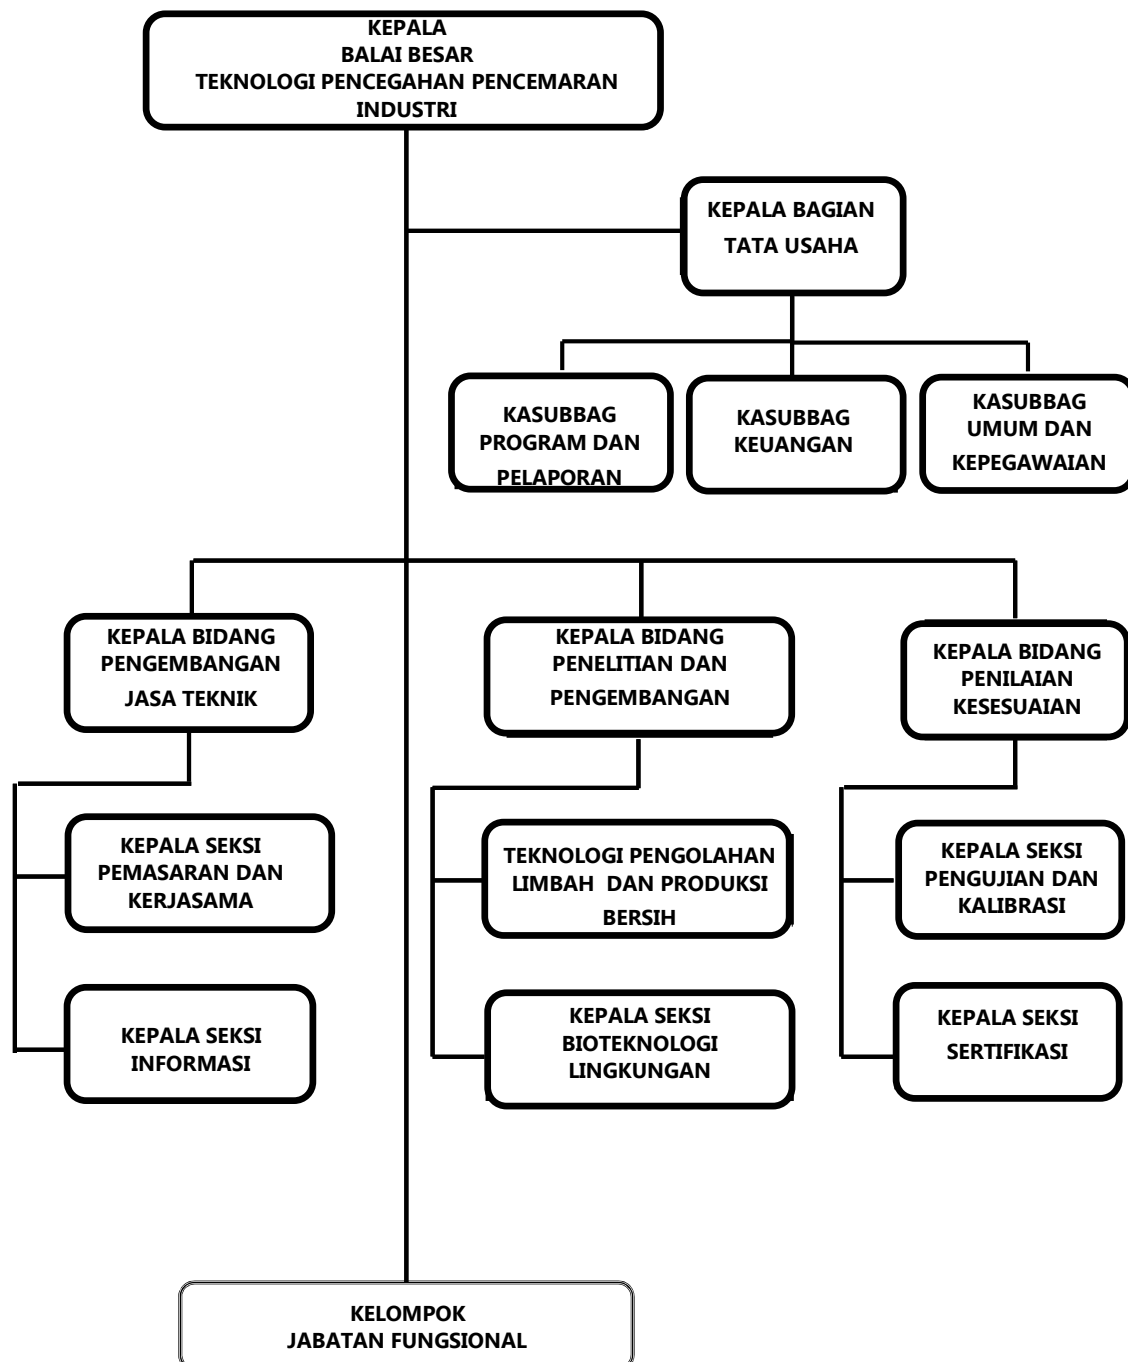 KEPALA
BALAI BESAR
TEKNOLOGI PENCEGAHAN PENCEMARAN
INDUSTRI
KEPALA BAGIAN
TATA USAHA
KASUBBAG
PROGRAM DAN
PELAPORAN
KASUBBAG
KEUANGAN
KASUBBAG
UMUM DAN
KEPEGAWAIAN
KEPALA BIDANG
PENGEMBANGAN
JASA TEKNIK
KEPALA BIDANG
PENELITIAN DAN
PENGEMBANGAN
KEPALA BIDANG
PENILAIAN
KESESUAIAN
KEPALA SEKSI
PEMASARAN DAN
KERJASAMA
TEKNOLOGI PENGOLAHAN
LIMBAH  DAN PRODUKSI
BERSIH
KEPALA SEKSI
PENGUJIAN DAN
KALIBRASI
KEPALA SEKSI
INFORMASI
KEPALA SEKSI
BIOTEKNOLOGI
LINGKUNGAN
KEPALA SEKSI
SERTIFIKASI
KELOMPOK
JABATAN FUNGSIONAL